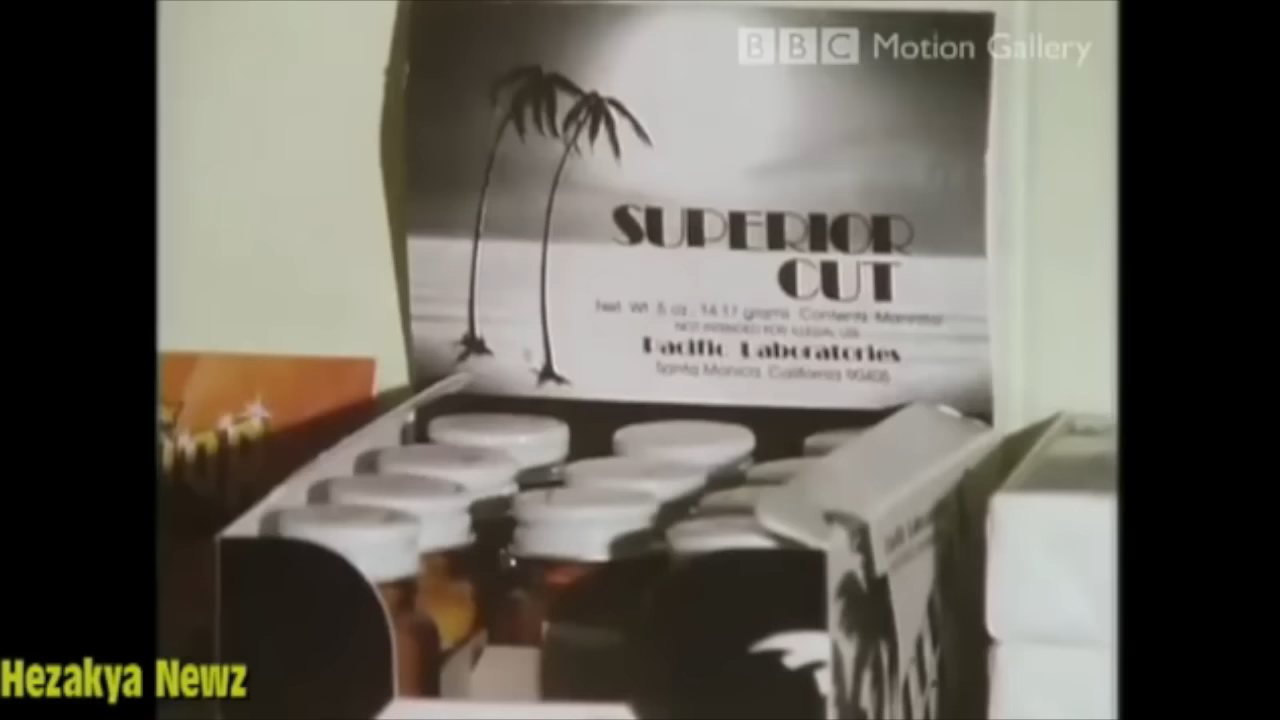 BBC Motion Gallery
SUPERIOR
CUT
Net. Wt. .5 oz. 14.17 grams Contents Mannitol
NOT INTENDED FOR ILLEGAL USE
Pacific Laboratories
Santa Monica, California 90405
Hezakya Newz